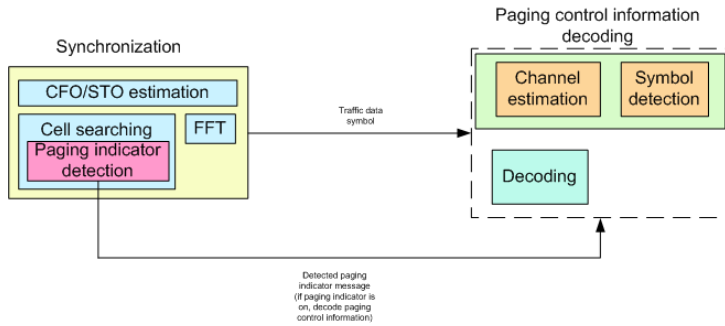 Synchronization
CFO/STO estimation
Cell searching
Paging indicator
detection
FFT
Traffic data
symbol
Paging control information
decoding
Channel
estimation
Symbol
detection
Decoding
Detected paging
indicator message
(if paging indicator is
on, decode paging
control information)